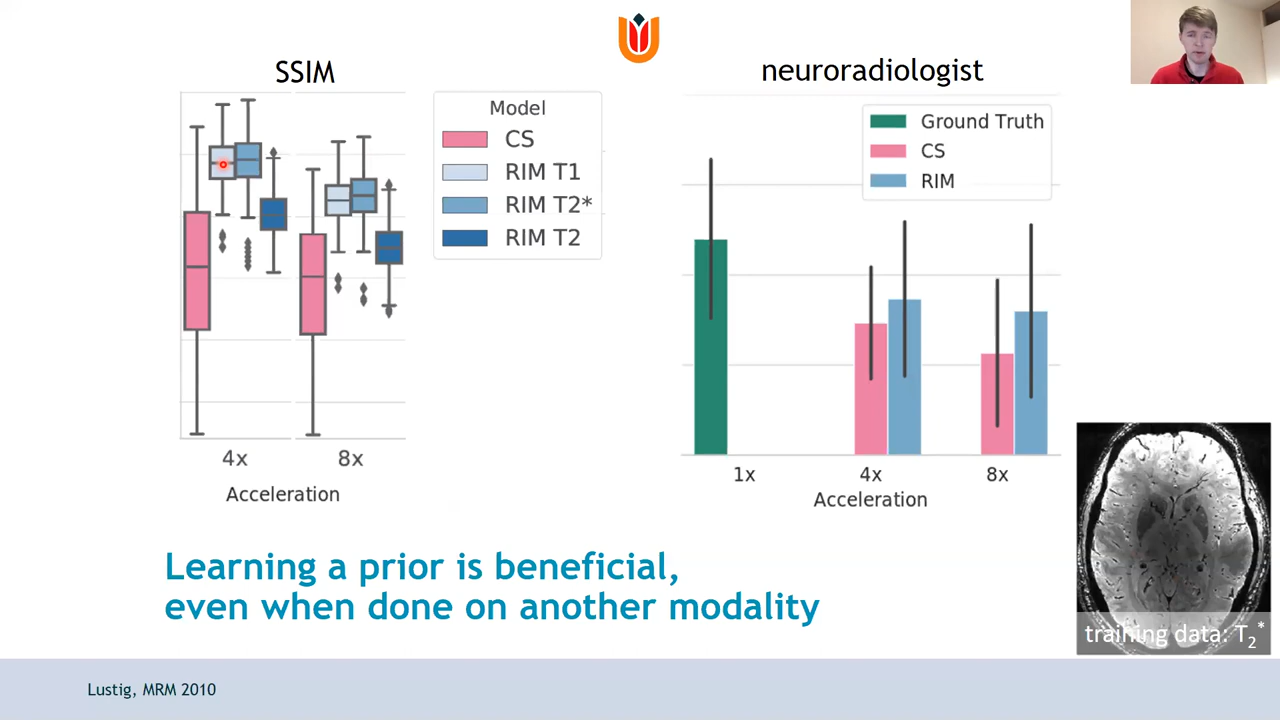 SSIM
Model
CS
RIM T1
RIM T2*
RIM T2
4x
8x
Acceleration
neuroradiologist
Ground Truth
CS
RIM
1x
4x
8x
Acceleration
Learning a prior is beneficial,
even when done on another modality
training data: T2*
Lustig, MRM 2010